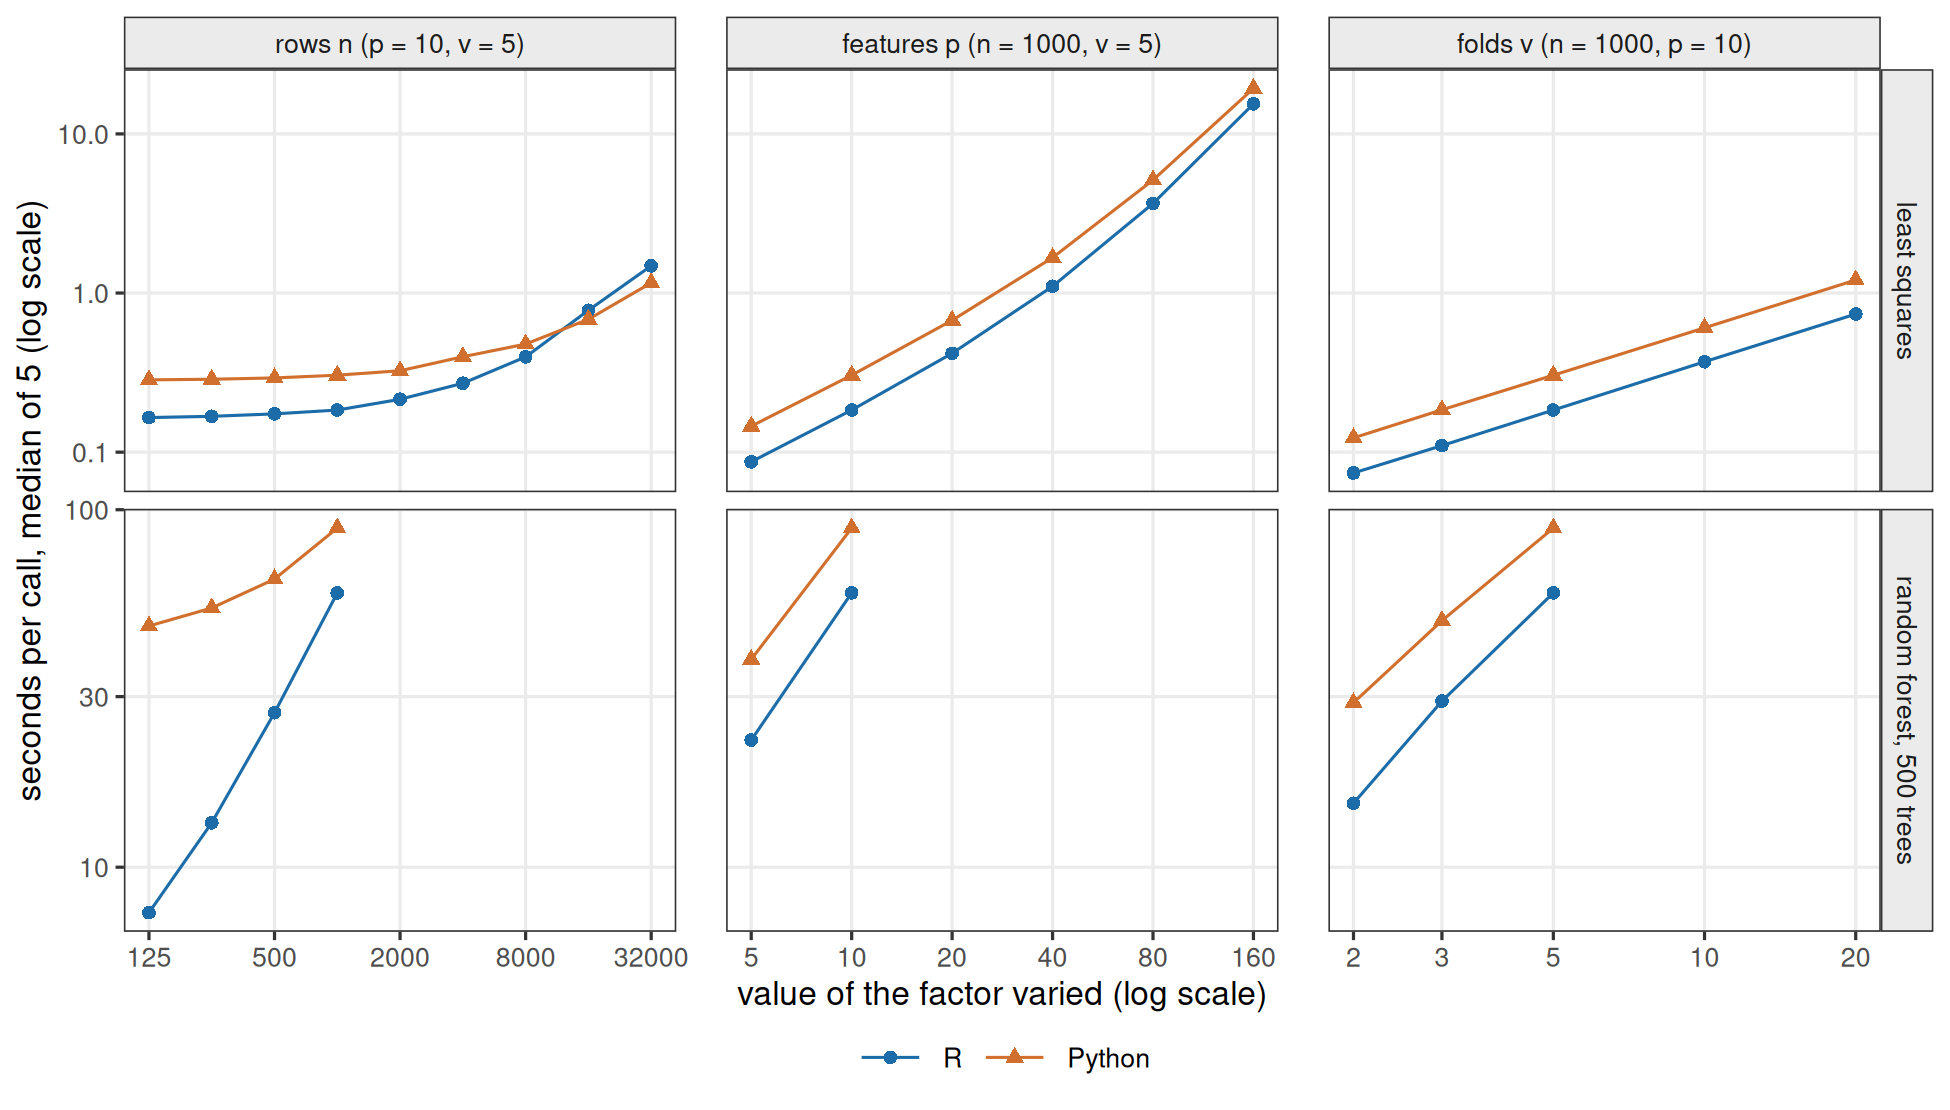 rows n (p = 10, v = 5)
features p (n = 1000, v = 5)
folds v (n = 1000, p = 10)
seconds per call, median of 5 (log scale)
10.0
1.0
0.1
least squares
100
30
10
random forest, 500 trees
125 500 2000 8000 32000
5 10 20 40 80 160
2 3 5 10 20
value of the factor varied (log scale)
R Python